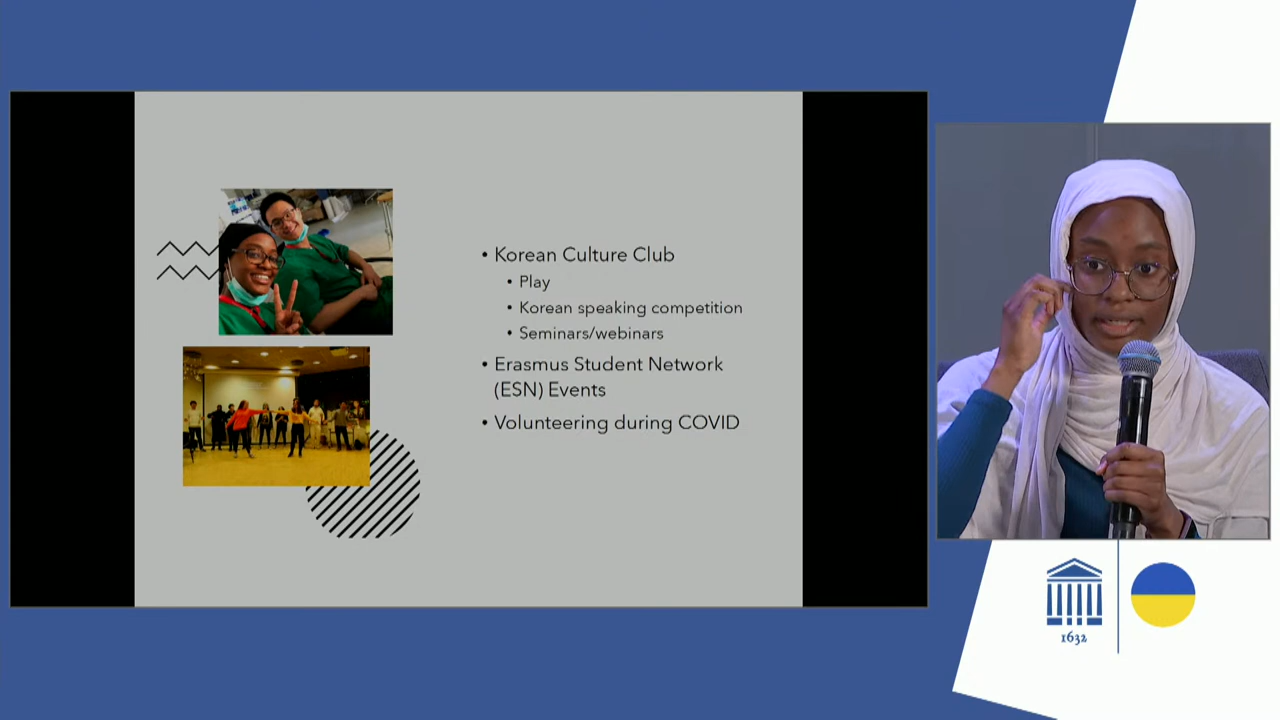 • Korean Culture Club
• Play
• Korean speaking competition
• Seminars/webinars
• Erasmus Student Network
(ESN) Events
• Volunteering during COVID
1632